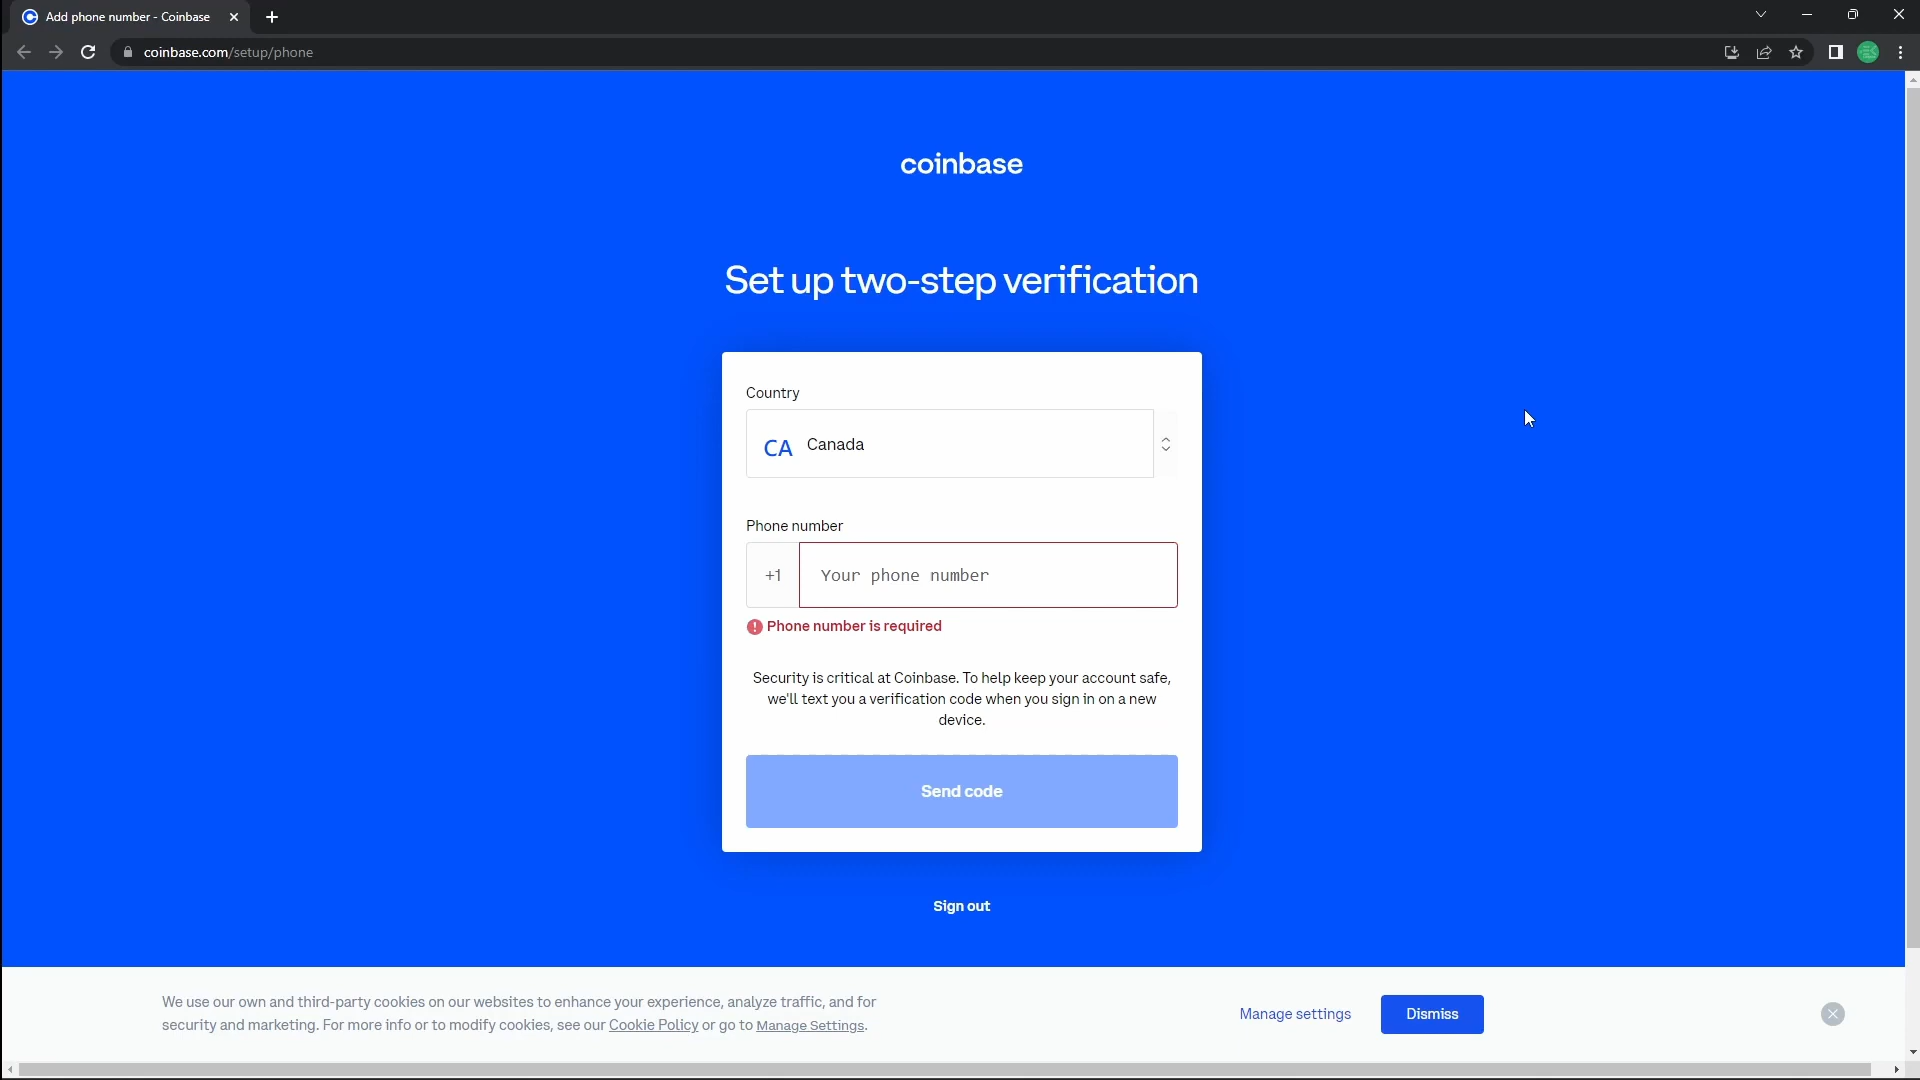 Add phone number - Coinbase
coinbase.com/setup/phone
coinbase
Set up two-step verification
Country
CA Canada
Phone number
+1 Your phone number
Phone number is required
Security is critical at Coinbase. To help keep your account safe,
we'll text you a verification code when you sign in on a new
device.
Send code
Sign out
We use our own and third-party cookies on our websites to enhance your experience, analyze traffic, and for
security and marketing. For more info or to modify cookies, see our Cookie Policy or go to Manage Settings.
Manage settings
Dismiss